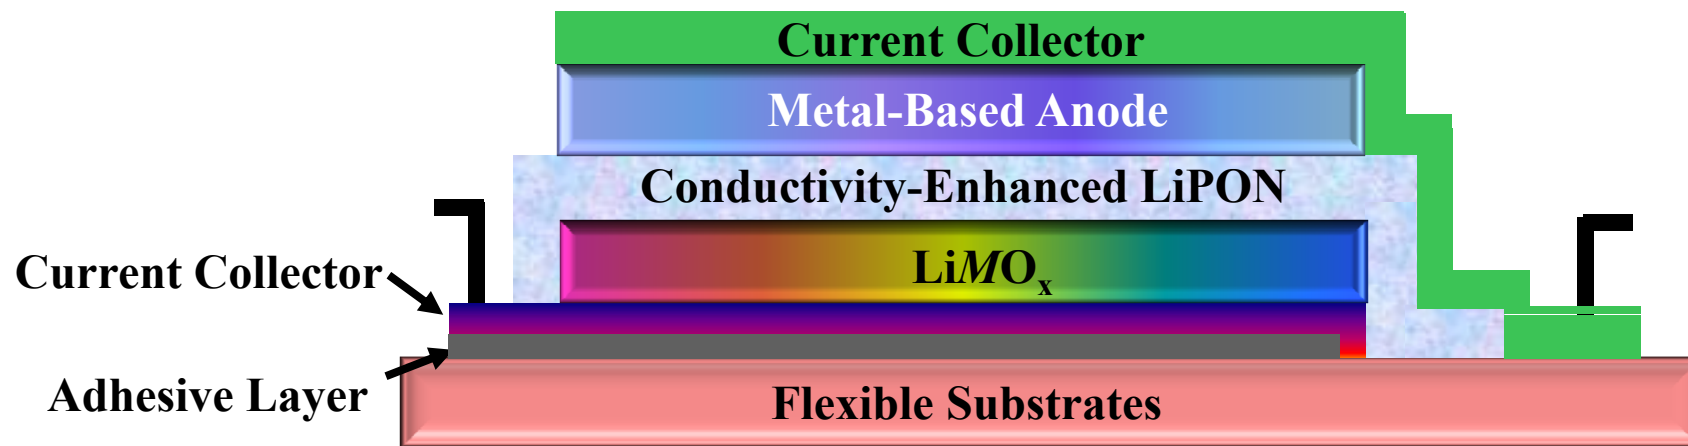 Current Collector
Metal-Based Anode
Conductivity-Enhanced LiPON
LiMOx
Current Collector
Adhesive Layer
Flexible Substrates